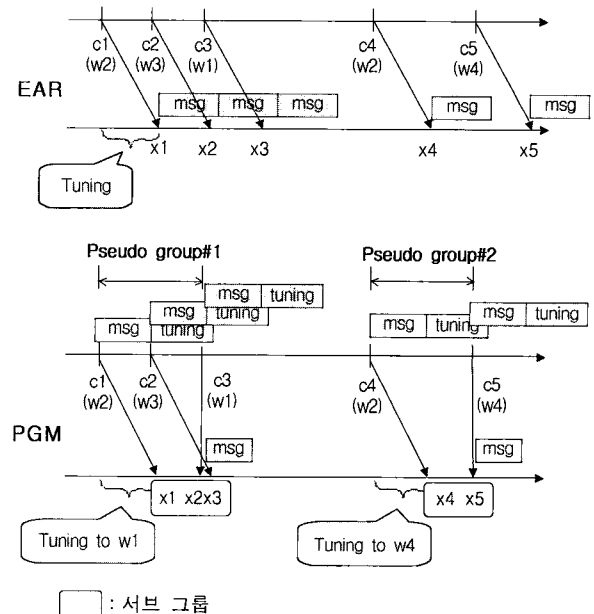 c1 c2 c3 c4 c5
(w2) (w3) (w1) (w2) (w4)
EAR
msg msg msg msg msg
x1 x2 x3 x4 x5
Tuning
Pseudo group#1 Pseudo group#2
msg tuning msg tuning
msg tuning msg tuning
msg tuning
c1 c2 c3 c4 c5
(w2) (w3) (w1) (w2) (w4)
PGM
msg msg
x1 x2x3 x4 x5
Tuning to w1 Tuning to w4
: 서브 그룹